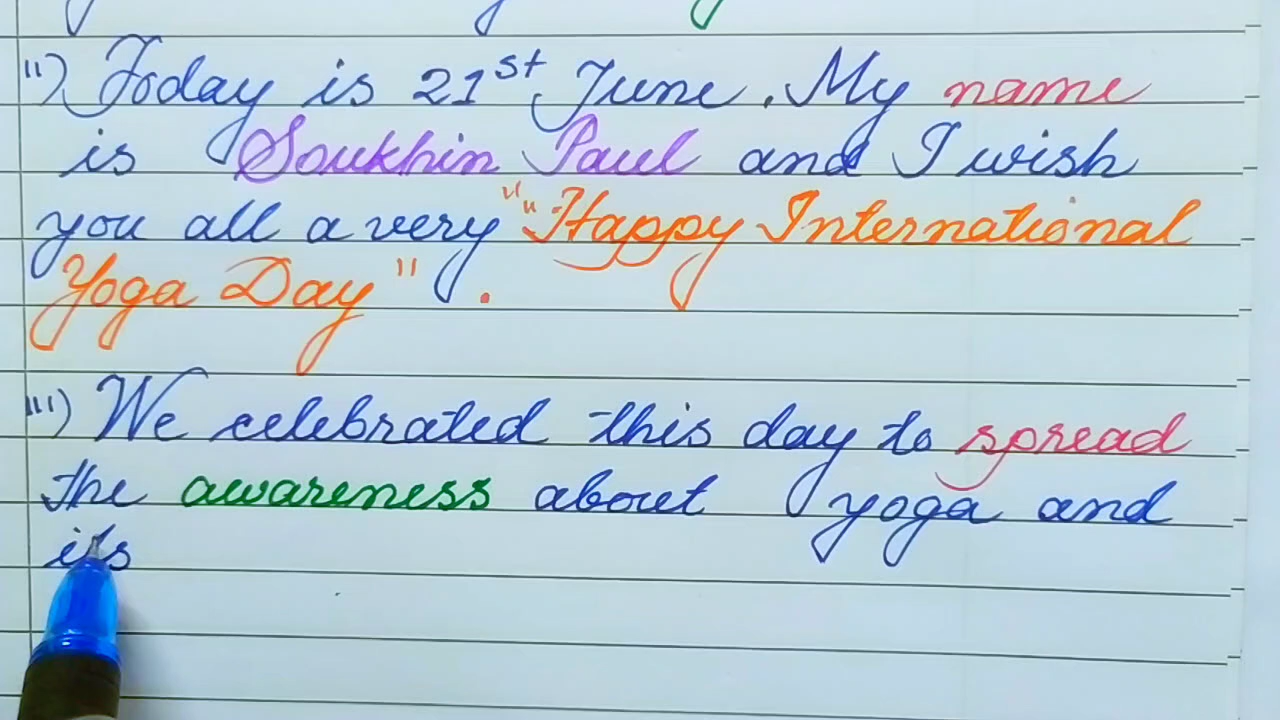 ii) Today is 21st June. My name
is Soukhin Paul and I wish
you all a very "Happy International
Yoga Day".
iii) We celebrated this day to spread
the awareness about yoga and
its